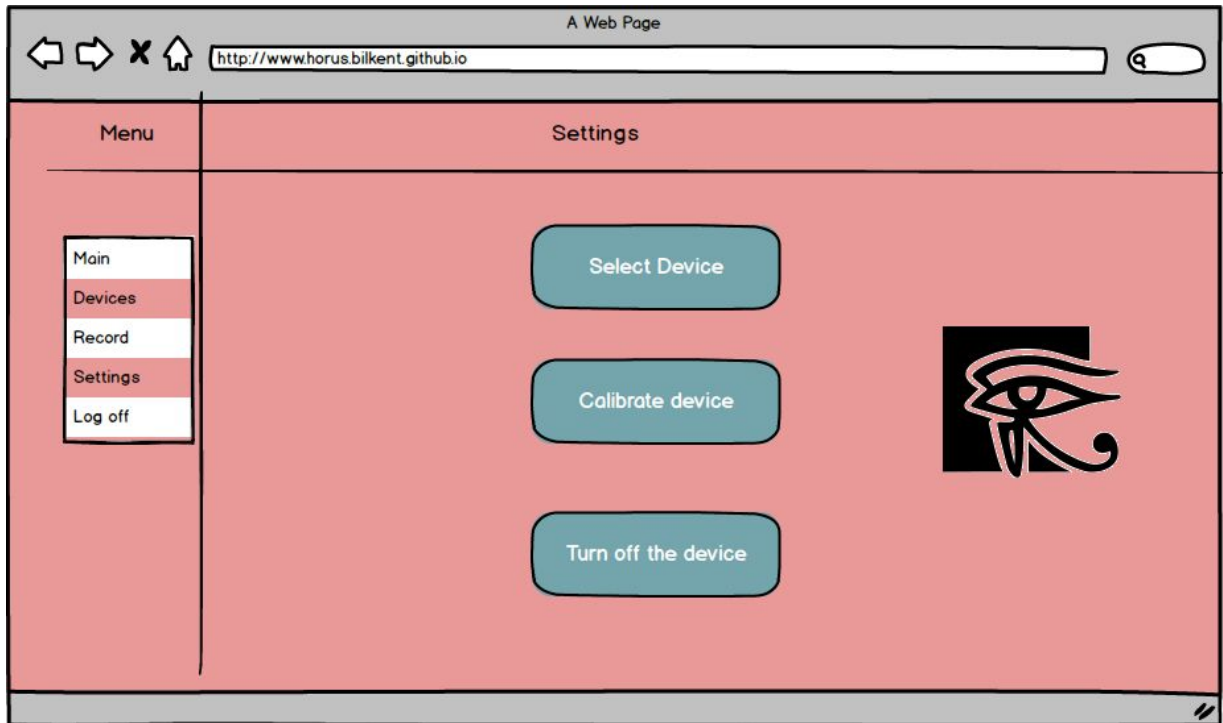 A Web Page
http://www.horus.bilkent.github.io
Menu
Settings
Main
Devices
Record
Settings
Log off
Select Device
Calibrate device
Turn off the device